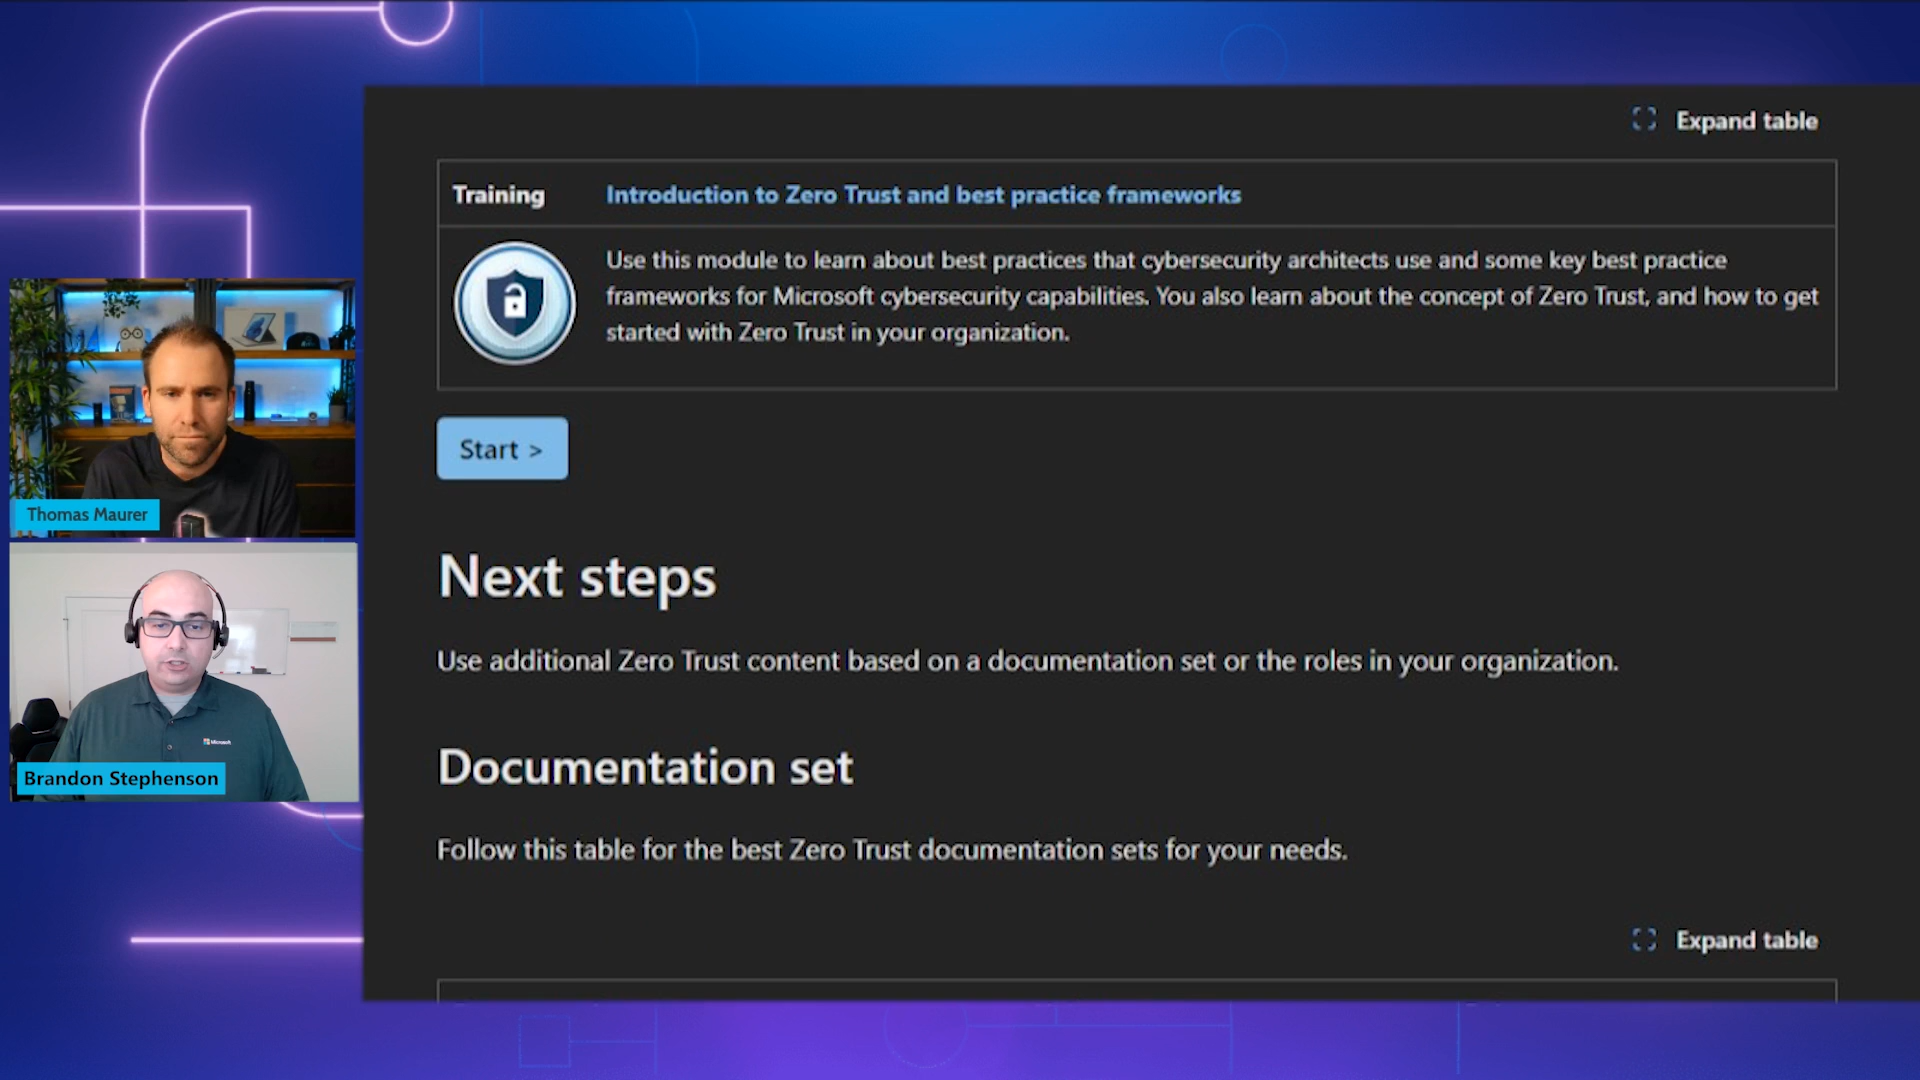 Expand table
Training
Introduction to Zero Trust and best practice frameworks
Use this module to learn about best practices that cybersecurity architects use and some key best practice
frameworks for Microsoft cybersecurity capabilities. You also learn about the concept of Zero Trust, and how to get
started with Zero Trust in your organization.
Start >
Next steps
Use additional Zero Trust content based on a documentation set or the roles in your organization.
Documentation set
Follow this table for the best Zero Trust documentation sets for your needs.
Expand table
Thomas Maurer
Microsoft
Brandon Stephenson